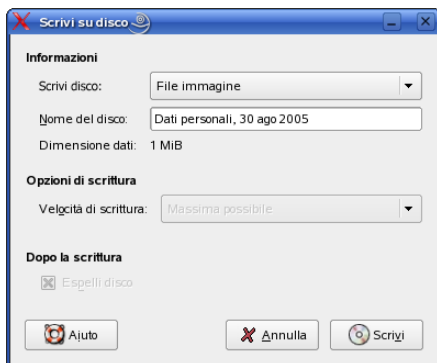 Scrivi su disco
Informazioni
Scrivi disco: File immagine
Nome del disco: Dati personali, 30 ago 2005
Dimensione dati: 1 MiB
Opzioni di scrittura
Velocità di scrittura: Massima possibile
Dopo la scrittura
Espelli disco
Aiuto Annulla Scrivi